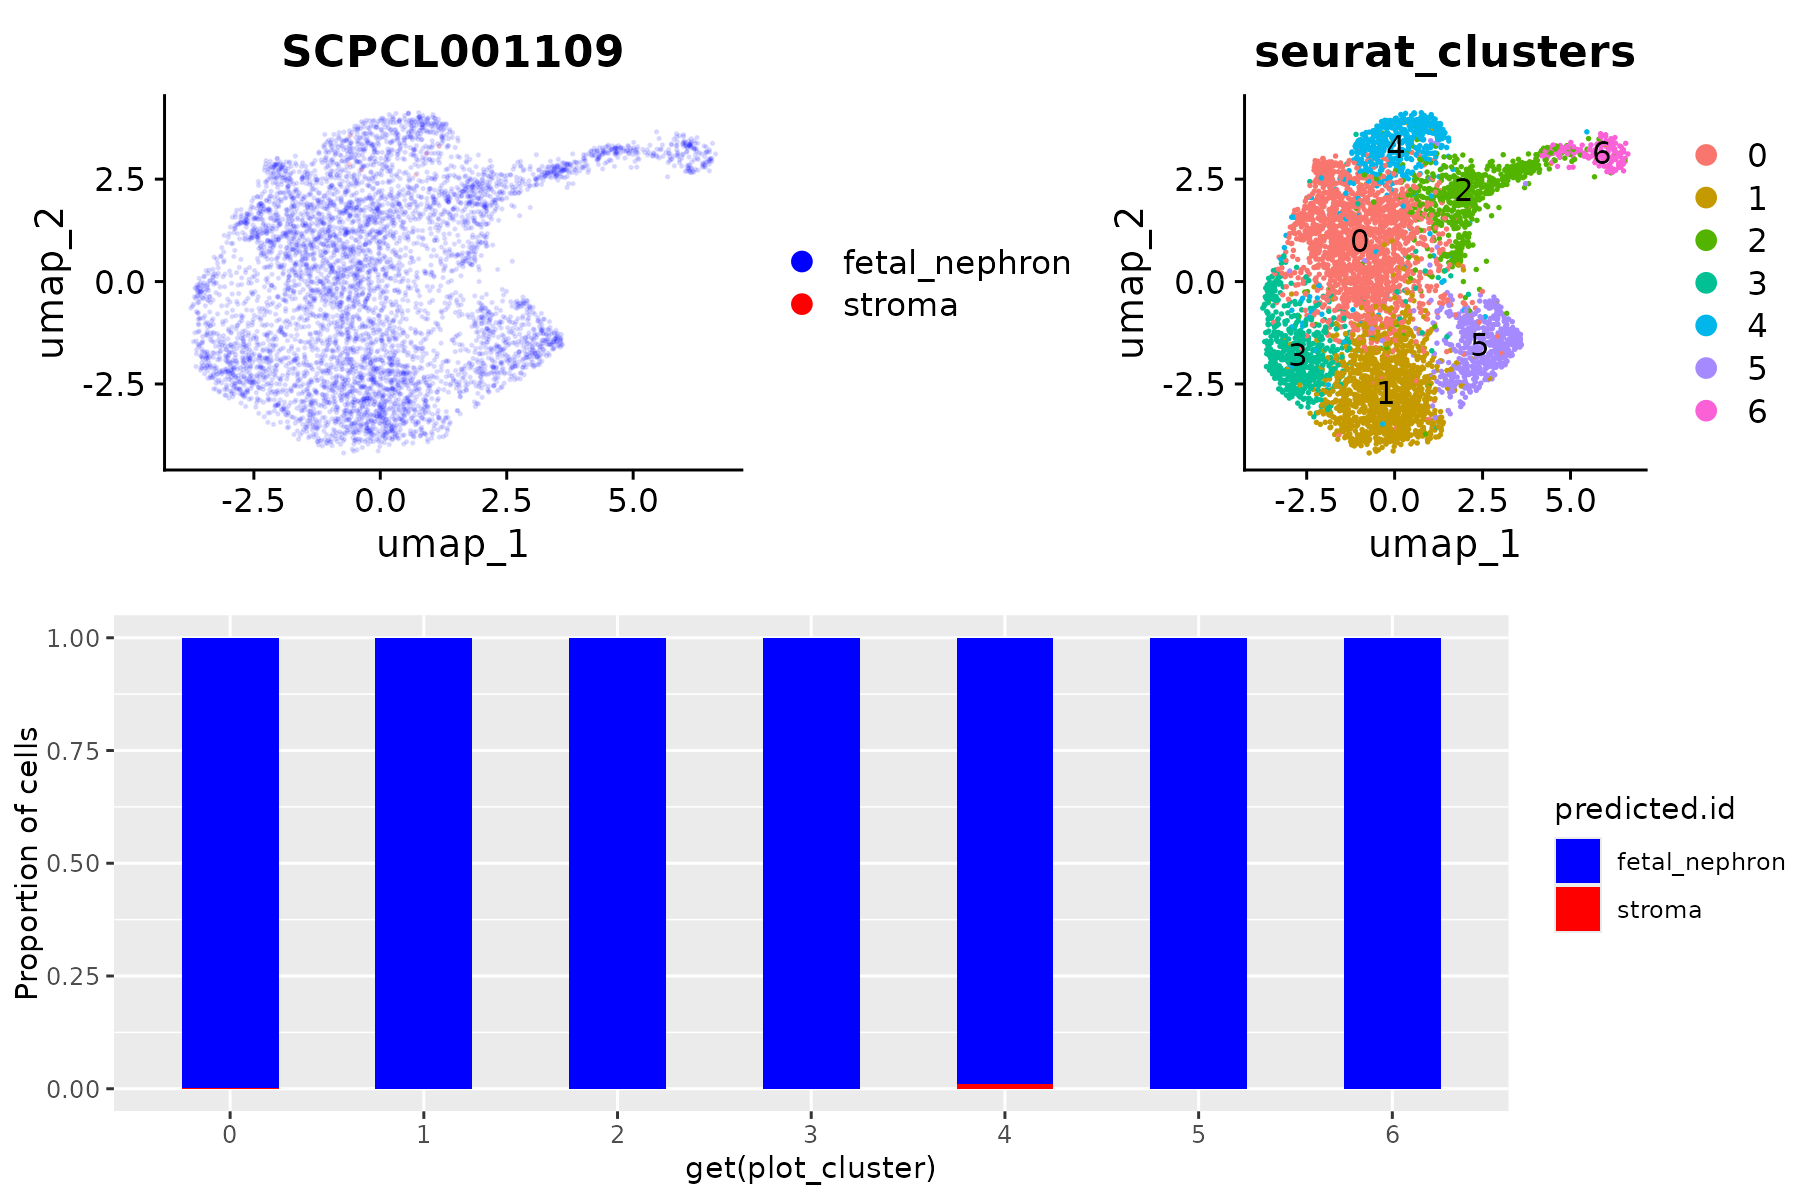 SCPCL001109
umap_2
2.5
0.0
-2.5
-2.5 0.0 2.5 5.0
umap_1
fetal_nephron
stroma
seurat_clusters
umap_2
2.5
0.0
-2.5
4
6
2
0
3
5
1
-2.5 0.0 2.5 5.0
umap_1
0
1
2
3
4
5
6
Proportion of cells
1.00
0.75
0.50
0.25
0.00
0 1 2 3 4 5 6
get(plot_cluster)
predicted.id
fetal_nephron
stroma